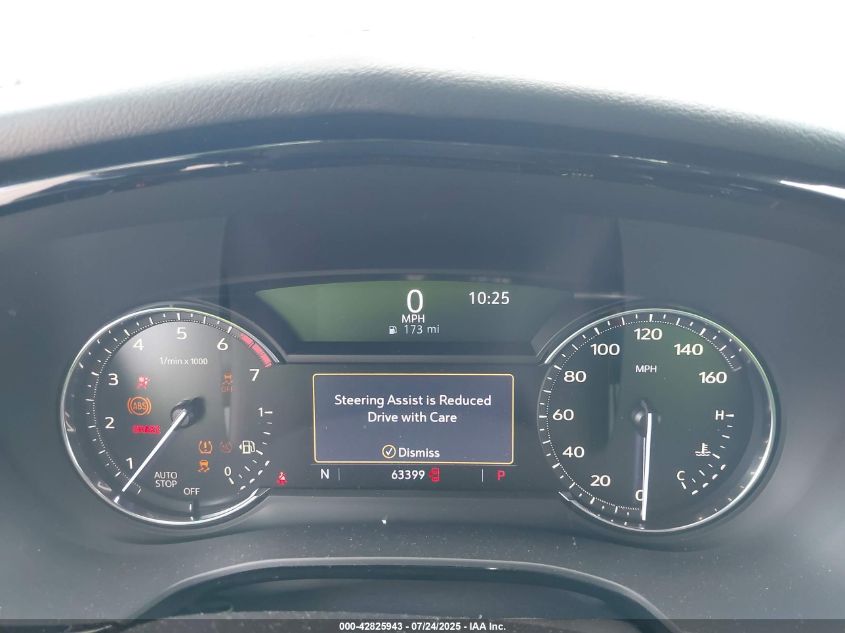 0
MPH
10:25
173 mi
1/min x 1000
1
2
3
4
5
6
7
ABS
OFF
AUTO
STOP
OFF
1
0
Steering Assist is Reduced
Drive with Care
Dismiss
N
63399
P
0
20
40
60
80
100
120
140
160
MPH
H
C
000-42825943 - 07/24/2025 - IAA Inc.